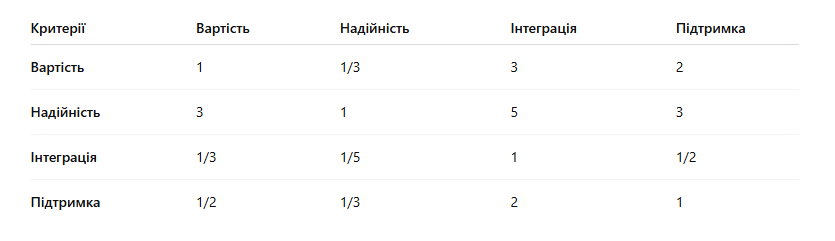 Критерії Вартість Надійність Інтеграція Підтримка
Вартість 1 1/3 3 2
Надійність 3 1 5 3
Інтеграція 1/3 1/5 1 1/2
Підтримка 1/2 1/3 2 1